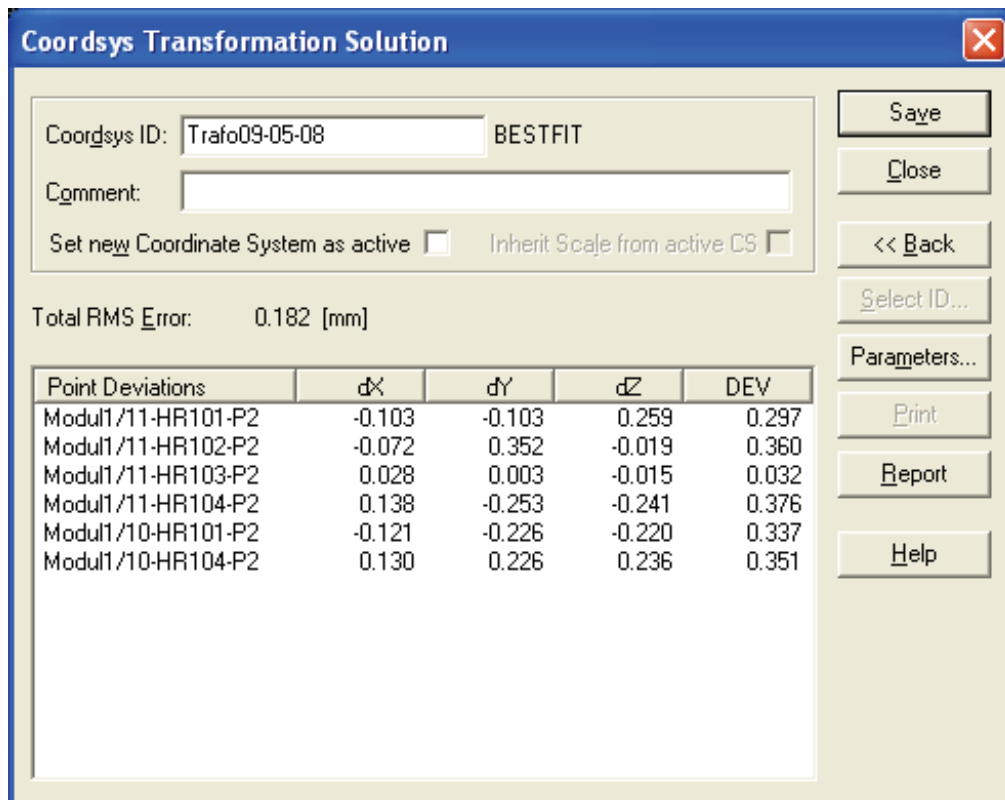 Coordsys Transformation Solution
Coordsys ID: Trafo09-05-08 BESTFIT
Comment:
Set new Coordinate System as active Inherit Scale from active CS
Total RMS Error: 0.182 [mm]
Point Deviations dX dY dZ DEV
Modul1/11-HR101-P2 -0.103 -0.103 0.259 0.297
Modul1/11-HR102-P2 -0.072 0.352 -0.019 0.360
Modul1/11-HR103-P2 0.028 0.003 -0.015 0.032
Modul1/11-HR104-P2 0.138 -0.253 -0.241 0.376
Modul1/10-HR101-P2 -0.121 -0.226 -0.220 0.337
Modul1/10-HR104-P2 0.130 0.226 0.236 0.351
Save
Close
<< Back
Select ID...
Parameters...
Print
Report
Help